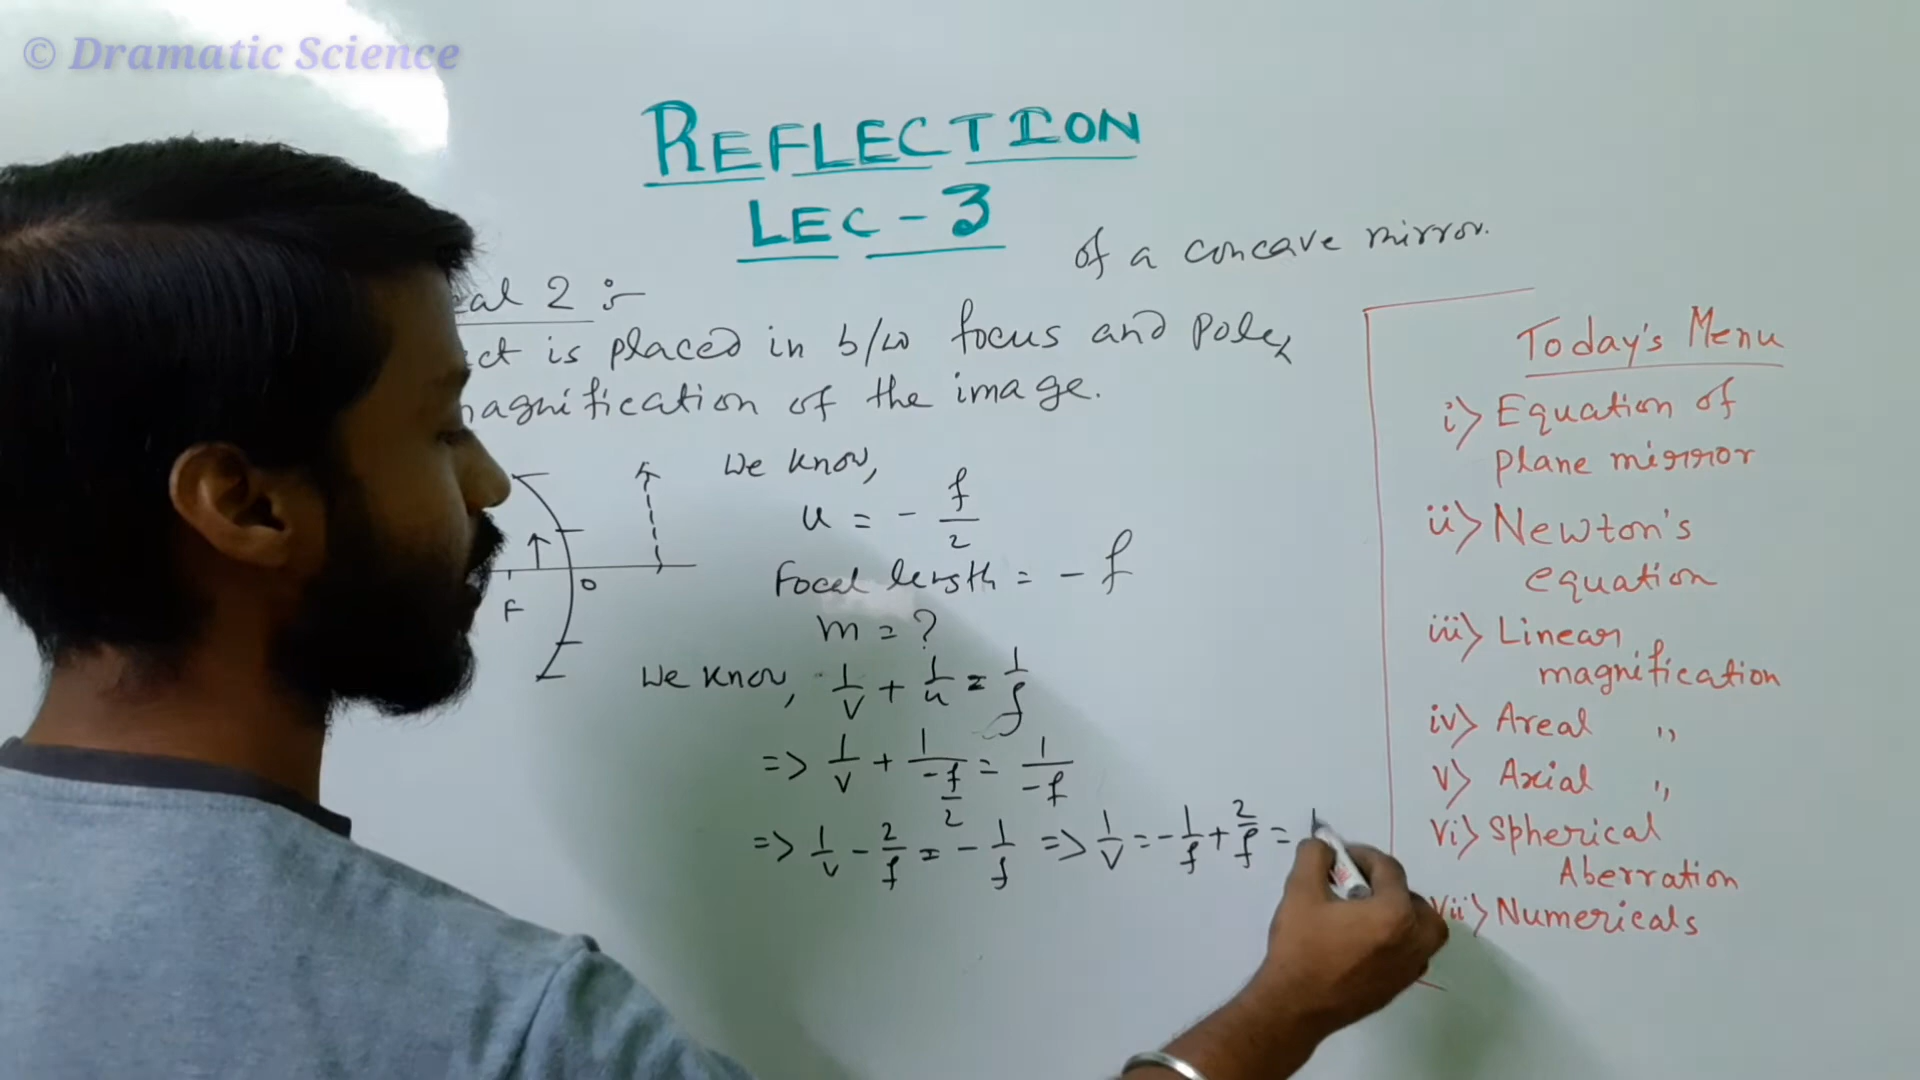 © Dramatic Science
REFLECTION
LEC-3
of a concave mirror.
cal 2 :-
ct is placed in b/w focus and pole,
magnification of the image.
We know,
u = - f/2
Focal length = - f
m = ?
We know, 1/v + 1/u = 1/f
=> 1/v + 1/(-f/2) = 1/-f
=> 1/v - 2/f = - 1/f => 1/v = - 1/f + 2/f = 1
F
O
Today's Menu
i) Equation of
plane mirror
ii) Newton's
equation
iii) Linear
magnification
iv) Areal ,,
v) Axial ,,
vi) Spherical
Aberration
vii) Numericals